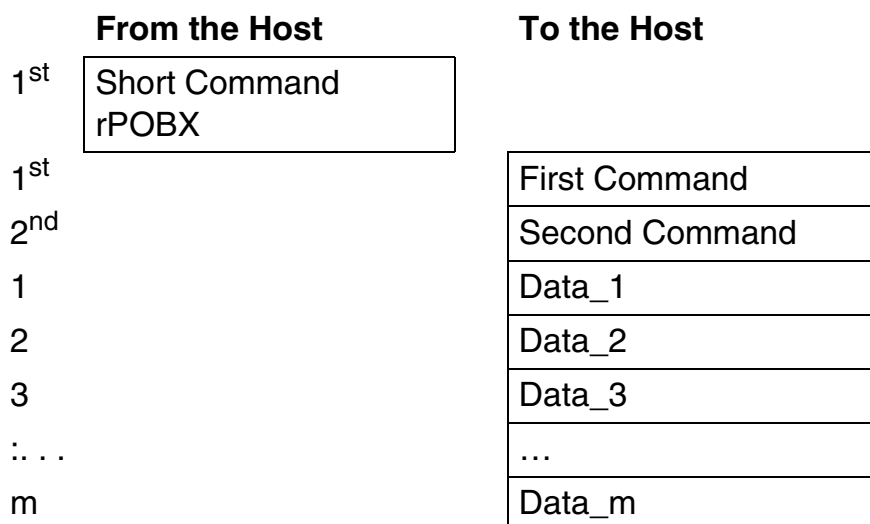 From the Host To the Host
1st Short Command
rPOBX
1st First Command
2nd Second Command
1 Data_1
2 Data_2
3 Data_3
:. . . …
m Data_m